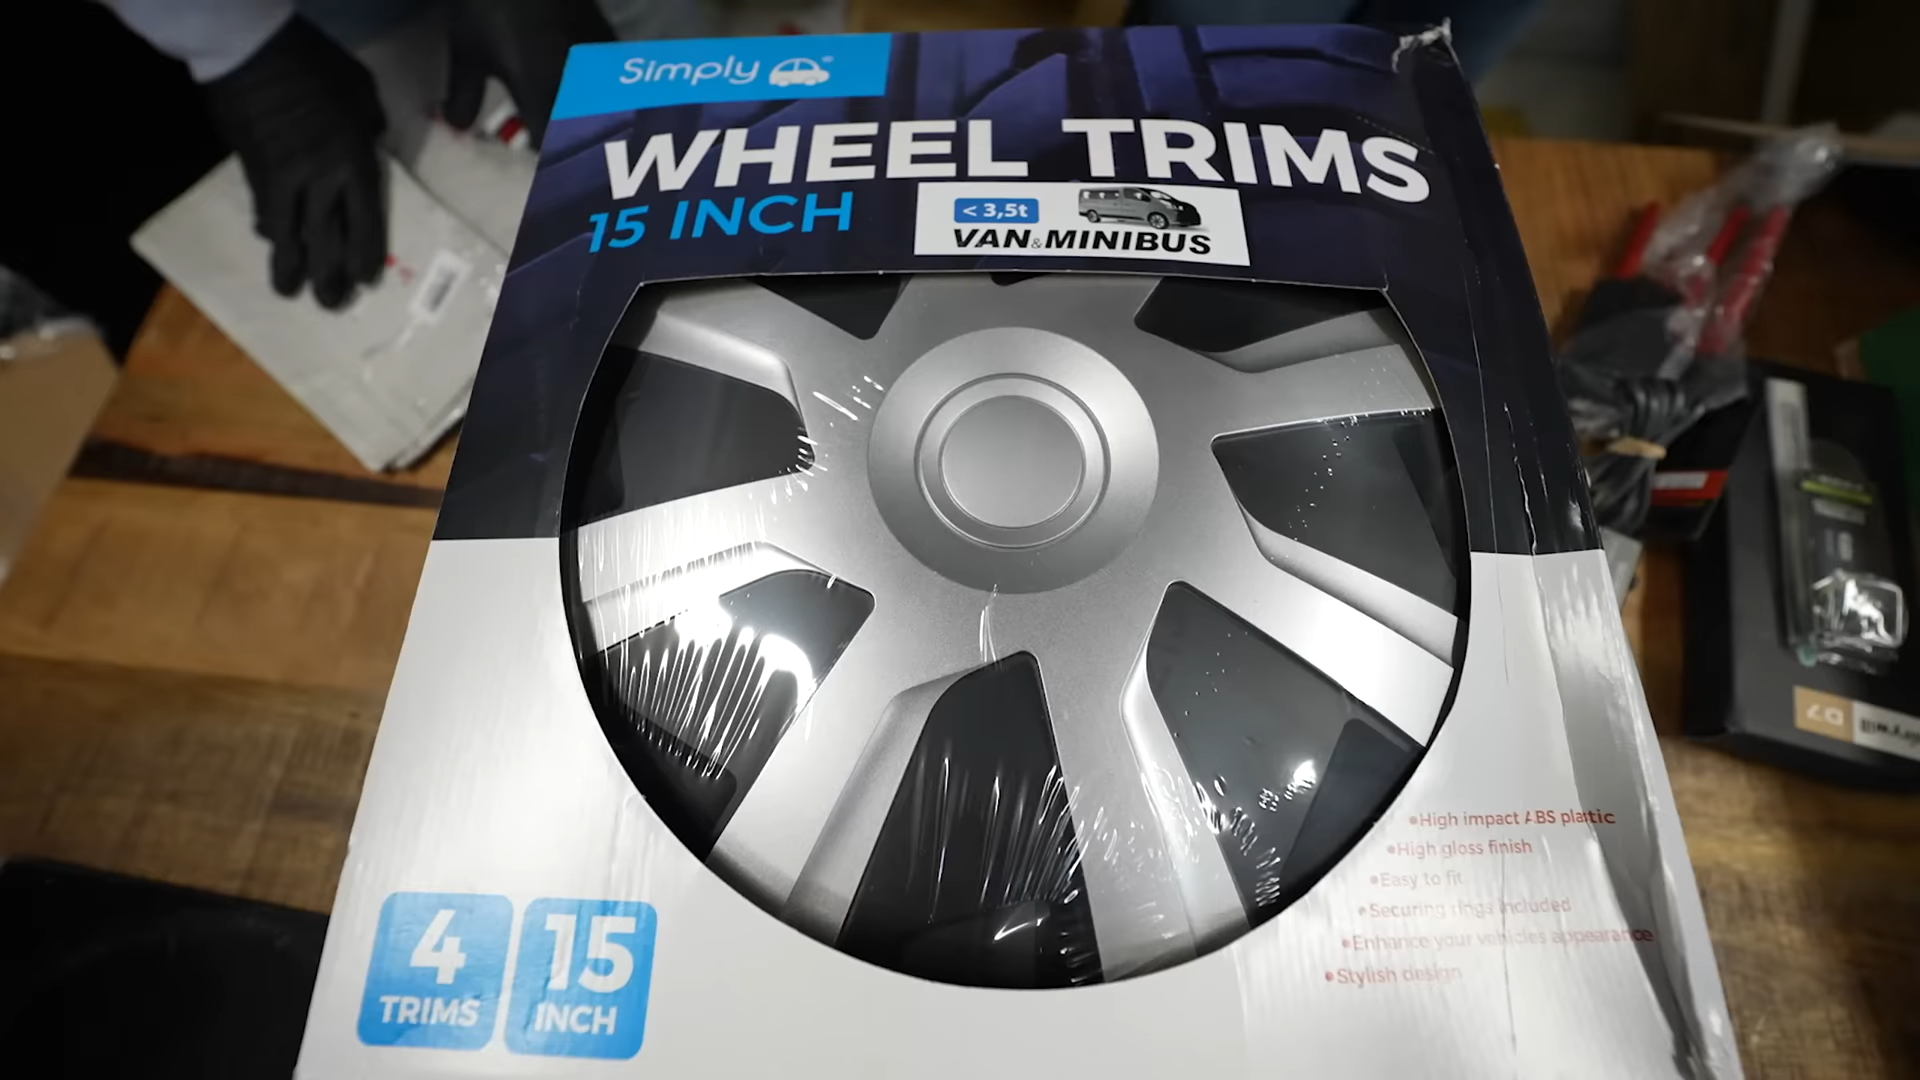 Simply
WHEEL TRIMS
15 INCH
< 3,5t
VAN & MINIBUS
•High impact ABS plastic
•High gloss finish
•Easy to fit
•Securing rings included
•Enhance your vehicles appearance
•Stylish design
4
TRIMS
15
INCH
D7